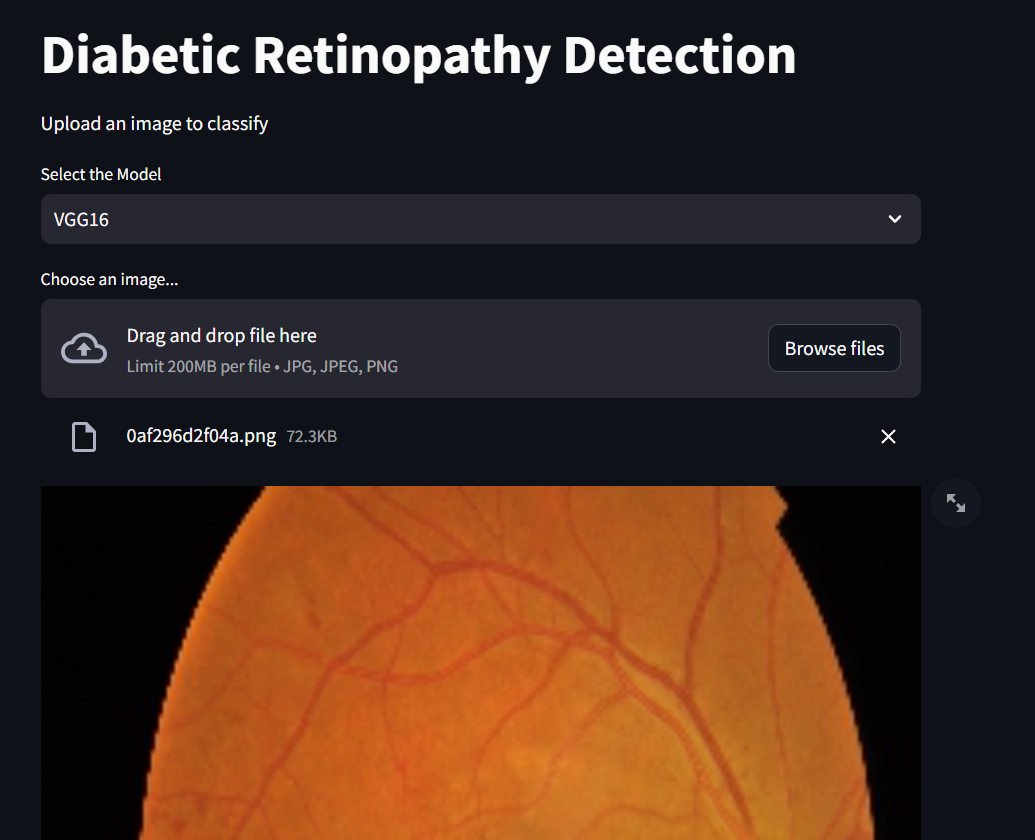 Diabetic Retinopathy Detection
Upload an image to classify
Select the Model
VGG16
Choose an image...
Drag and drop file here
Limit 200MB per file • JPG, JPEG, PNG
Browse files
0af296d2f04a.png 72.3KB